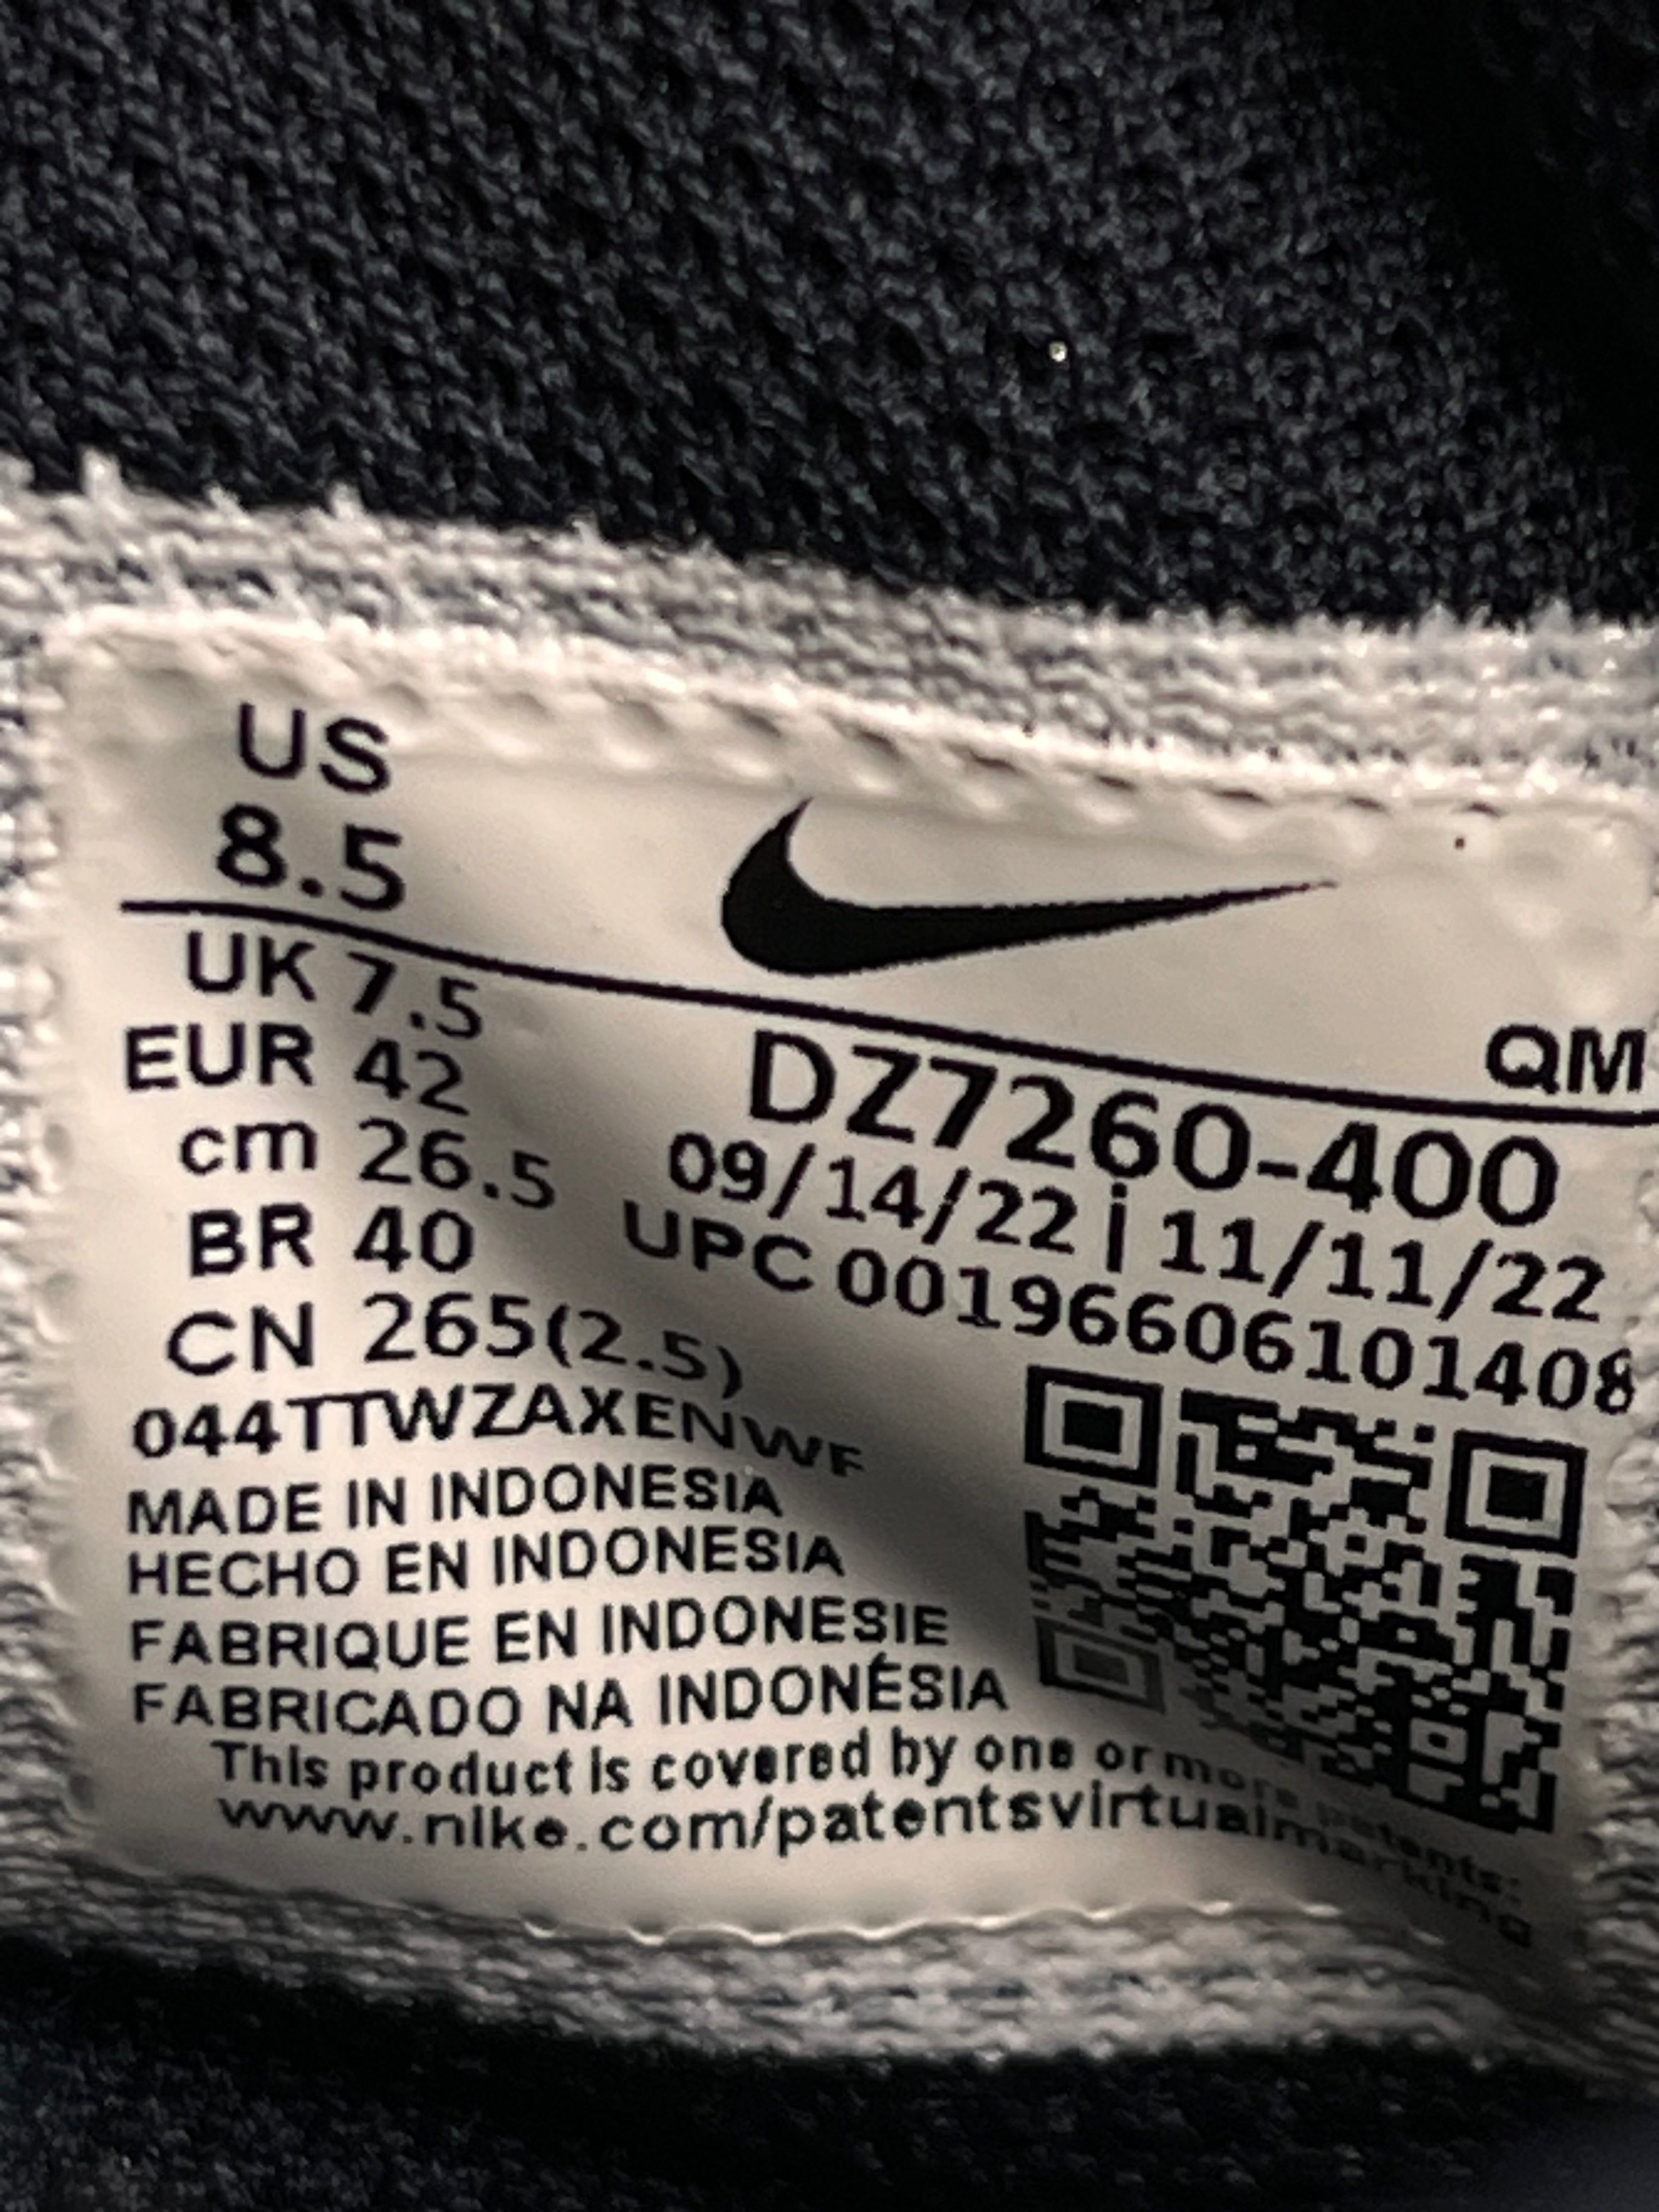 US
8.5
UK 7.5
EUR 42
cm 26.5
BR 40
CN 265(2.5)
QM
DZ7260-400
09/14/22 | 11/11/22
UPC 00196606101408
044TTWZAXENWF
MADE IN INDONESIA
HECHO EN INDONESIA
FABRIQUE EN INDONESIE
FABRICADO NA INDONÉSIA
This product is covered by one or more patents:
www.nike.com/patentsvirtualmarking